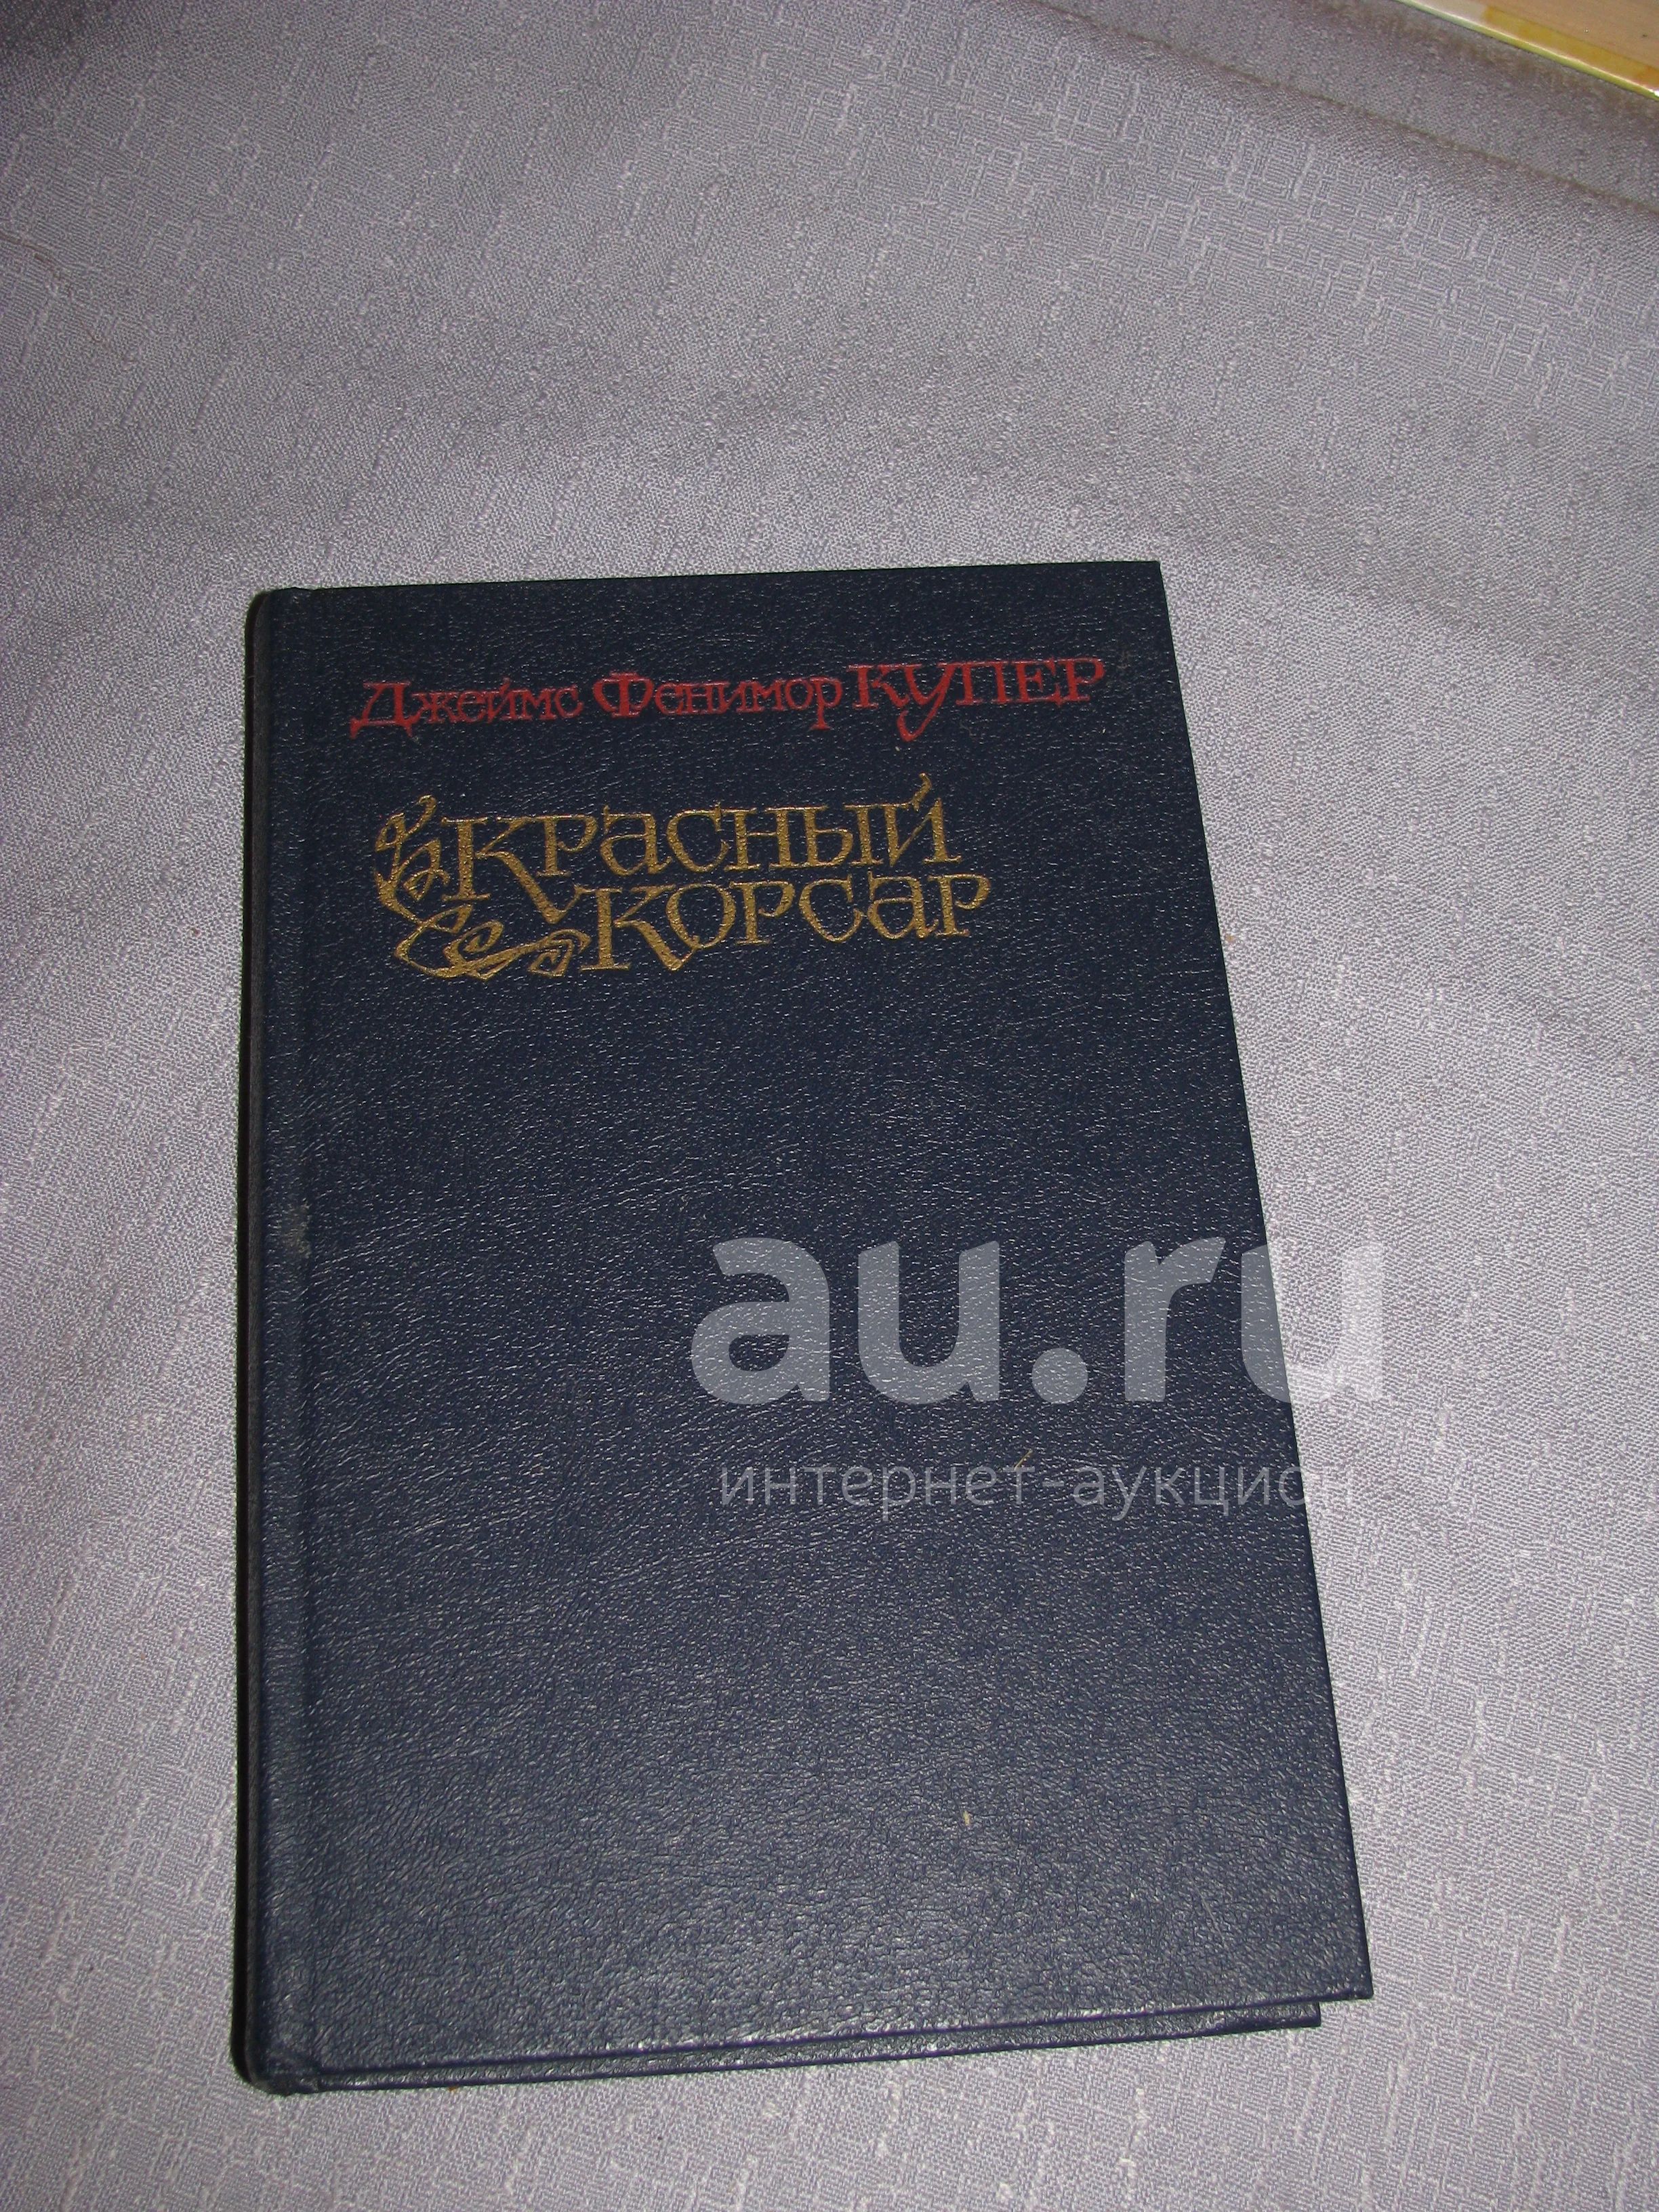 Джеймс Фенимор КУПЕР
Красный
Корсар
au.ru
интернет-аукцион